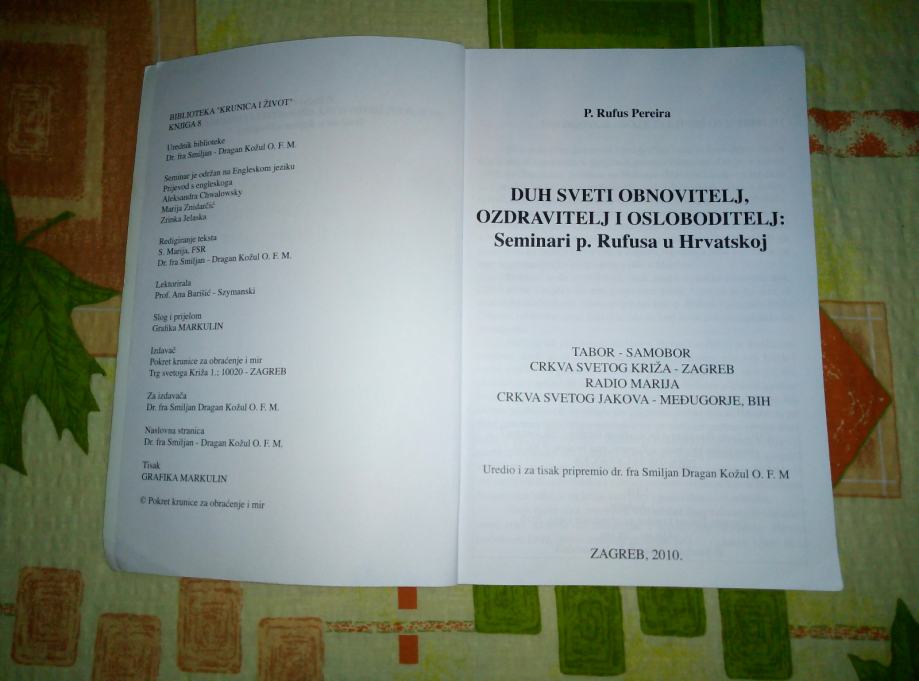 BIBLIOTEKA "KRUNICA I ŽIVOT"
KNJIGA 8
Urednik biblioteke
Dr. fra Smiljan - Dragan Kožul O. F. M.
Seminar je održan na Engleskom jeziku
Prijevod s engleskoga
Aleksandra Chwalowsky
Marija Znidarčić
Zrinka Jelaska
Redigiranje teksta
S. Marija, FSR
Dr. fra Smiljan - Dragan Kožul O. F. M.
Lektorirala
Prof. Ana Barišić - Szymanski
Slog i prijelom
Grafika MARKULIN
Izdavač
Pokret krunice za obraćenje i mir
Trg svetoga Križa 1.; 10020 - ZAGREB
Za izdavača
Dr. fra Smiljan Dragan Kožul O. F. M.
Naslovna stranica
Dr. fra Smiljan - Dragan Kožul O. F. M.
Tisak
GRAFIKA MARKULIN
© Pokret krunice za obraćenje i mir
P. Rufus Pereira
DUH SVETI OBNOVITELJ,
OZDRAVITELJ I OSLOBODITELJ:
Seminari p. Rufusa u Hrvatskoj
TABOR - SAMOBOR
CRKVA SVETOG KRIŽA - ZAGREB
RADIO MARIJA
CRKVA SVETOG JAKOVA - MEĐUGORJE, BIH
Uredio i za tisak pripremio dr. fra Smiljan Dragan Kožul O. F. M
ZAGREB, 2010.